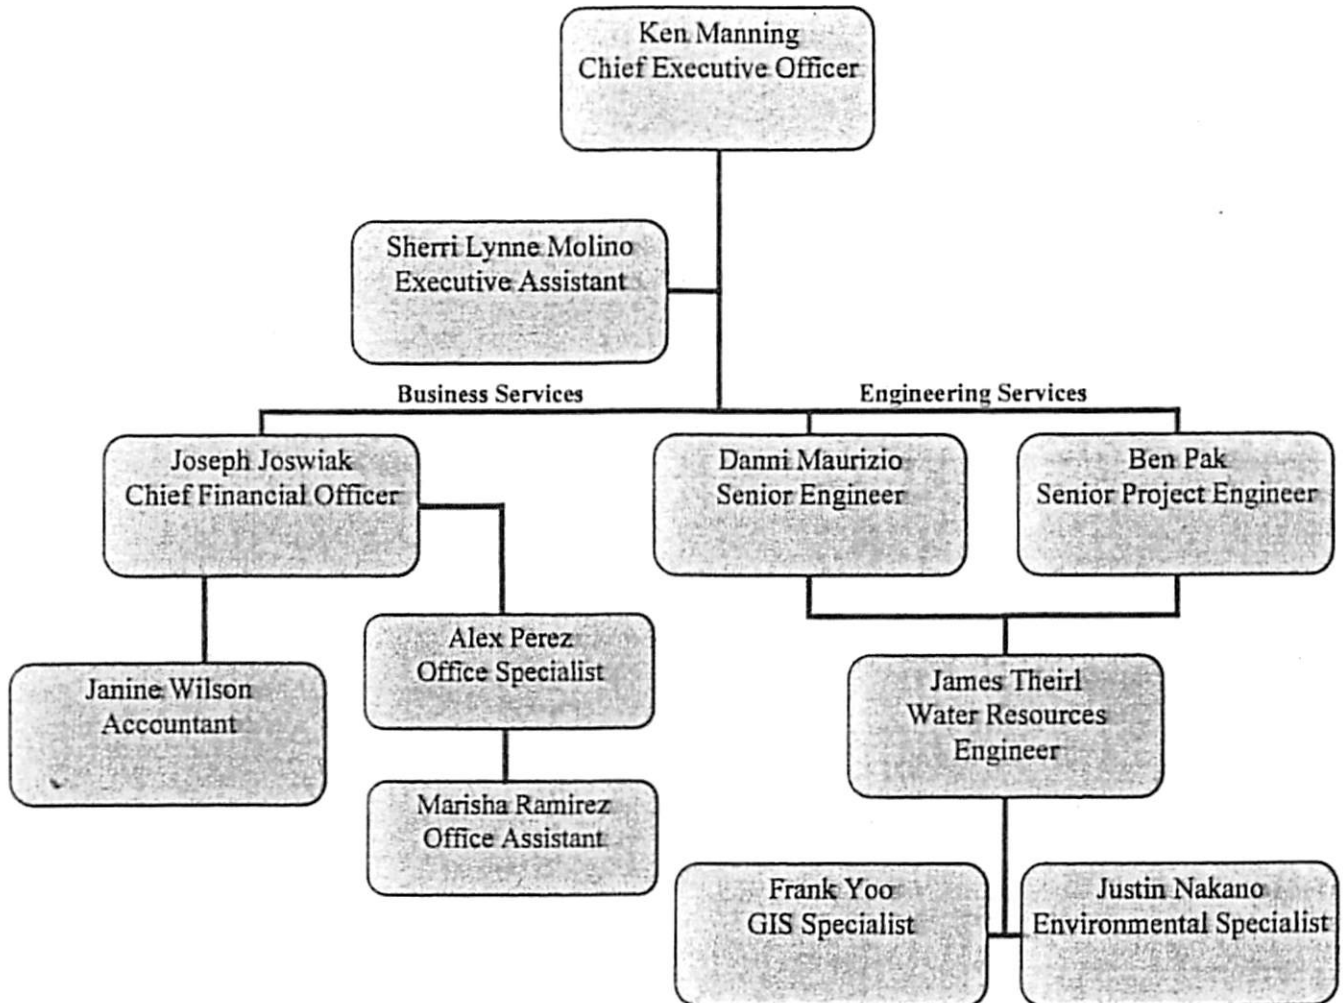 Ken Manning
Chief Executive Officer
Sherri Lynne Molino
Executive Assistant
Business Services
Engineering Services
Joseph Joswiak
Chief Financial Officer
Danni Maurizio
Senior Engineer
Ben Pak
Senior Project Engineer
Alex Perez
Office Specialist
Janine Wilson
Accountant
James Theirl
Water Resources
Engineer
Marisha Ramirez
Office Assistant
Frank Yoo
GIS Specialist
Justin Nakano
Environmental Specialist